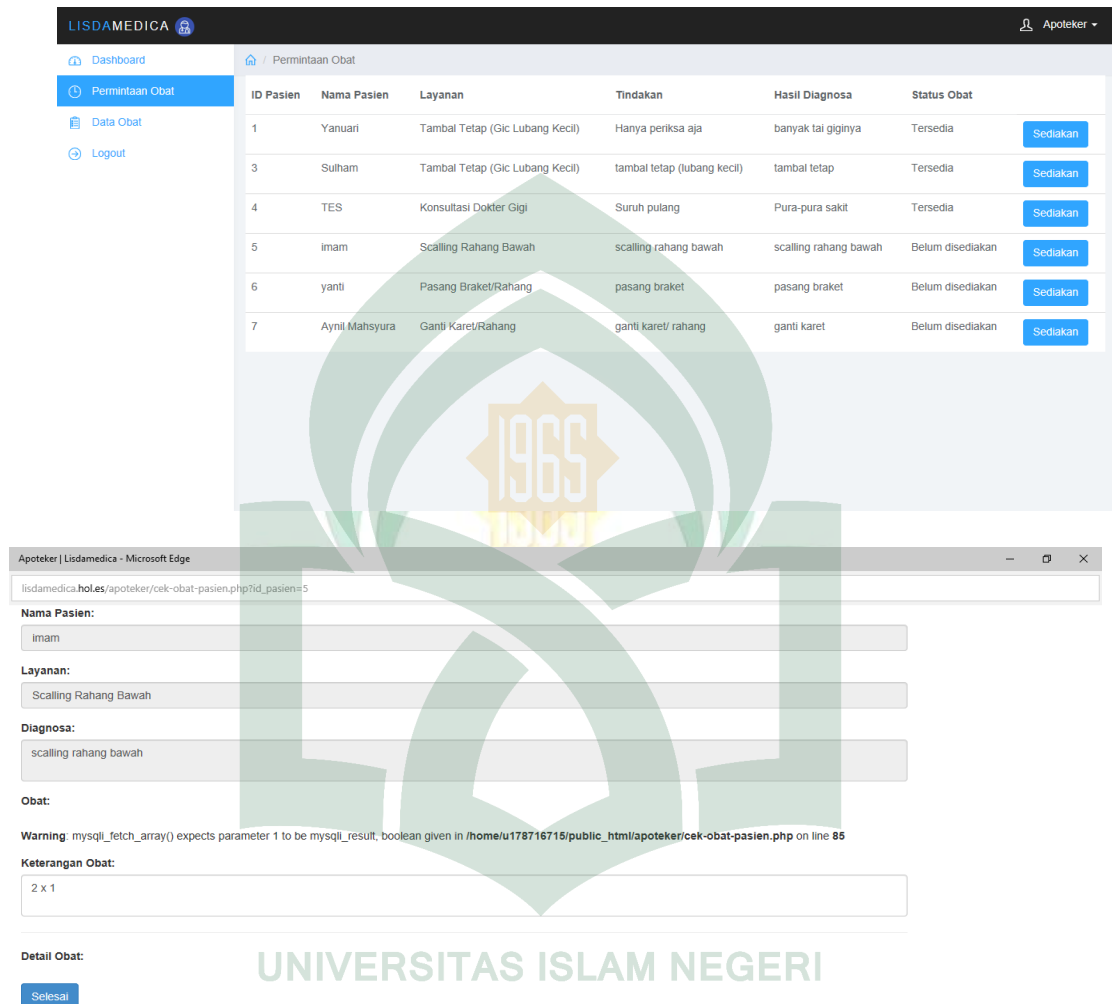 LISDAMEDICA Apoteker
Dashboard
Permintaan Obat
Data Obat
Logout
/ Permintaan Obat
ID Pasien Nama Pasien Layanan Tindakan Hasil Diagnosa Status Obat
1 Yanuari Tambal Tetap (Gic Lubang Kecil) Hanya periksa aja banyak tai giginya Tersedia Sediakan
3 Sulham Tambal Tetap (Gic Lubang Kecil) tambal tetap (lubang kecil) tambal tetap Tersedia Sediakan
4 TES Konsultasi Dokter Gigi Suruh pulang Pura-pura sakit Tersedia Sediakan
5 imam Scalling Rahang Bawah scalling rahang bawah scalling rahang bawah Belum disediakan Sediakan
6 yanti Pasang Braket/Rahang pasang braket pasang braket Belum disediakan Sediakan
7 Aynil Mahsyura Ganti Karet/Rahang ganti karet/ rahang ganti karet Belum disediakan Sediakan
1965
Apoteker | Lisdamedica - Microsoft Edge
lisdamedica.hol.es/apoteker/cek-obat-pasien.php?id_pasien=5
Nama Pasien:
imam
Layanan:
Scalling Rahang Bawah
Diagnosa:
scalling rahang bawah
Obat:
Warning: mysqli_fetch_array() expects parameter 1 to be mysqli_result, boolean given in /home/u178716715/public_html/apoteker/cek-obat-pasien.php on line 85
Keterangan Obat:
2 x 1
Detail Obat:
UNIVERSITAS ISLAM NEGERI
Selesai